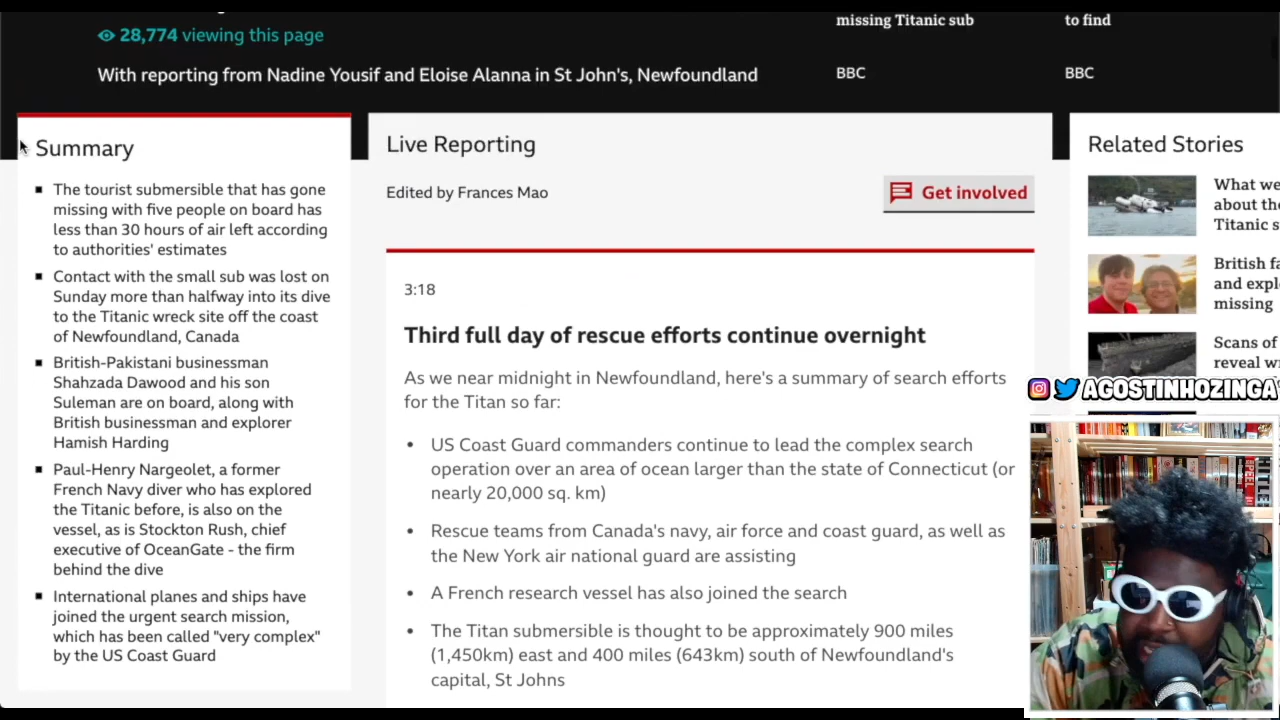 28,774 viewing this page
With reporting from Nadine Yousif and Eloise Alanna in St John's, Newfoundland
missing Titanic sub
BBC
to find
BBC
Summary
The tourist submersible that has gone
missing with five people on board has
less than 30 hours of air left according
to authorities' estimates
Contact with the small sub was lost on
Sunday more than halfway into its dive
to the Titanic wreck site off the coast
of Newfoundland, Canada
British-Pakistani businessman
Shahzada Dawood and his son
Suleman are on board, along with
British businessman and explorer
Hamish Harding
Paul-Henry Nargeolet, a former
French Navy diver who has explored
the Titanic before, is also on the
vessel, as is Stockton Rush, chief
executive of OceanGate - the firm
behind the dive
International planes and ships have
joined the urgent search mission,
which has been called "very complex"
by the US Coast Guard
Live Reporting
Edited by Frances Mao
Get involved
3:18
Third full day of rescue efforts continue overnight
As we near midnight in Newfoundland, here's a summary of search efforts
for the Titan so far:
US Coast Guard commanders continue to lead the complex search
operation over an area of ocean larger than the state of Connecticut (or
nearly 20,000 sq. km)
Rescue teams from Canada's navy, air force and coast guard, as well as
the New York air national guard are assisting
A French research vessel has also joined the search
The Titan submersible is thought to be approximately 900 miles
(1,450km) east and 400 miles (643km) south of Newfoundland's
capital, St Johns
Related Stories
What we
about the
Titanic s
British fa
and expl
missing
Scans of
reveal w
AGOSTINHOZINGA